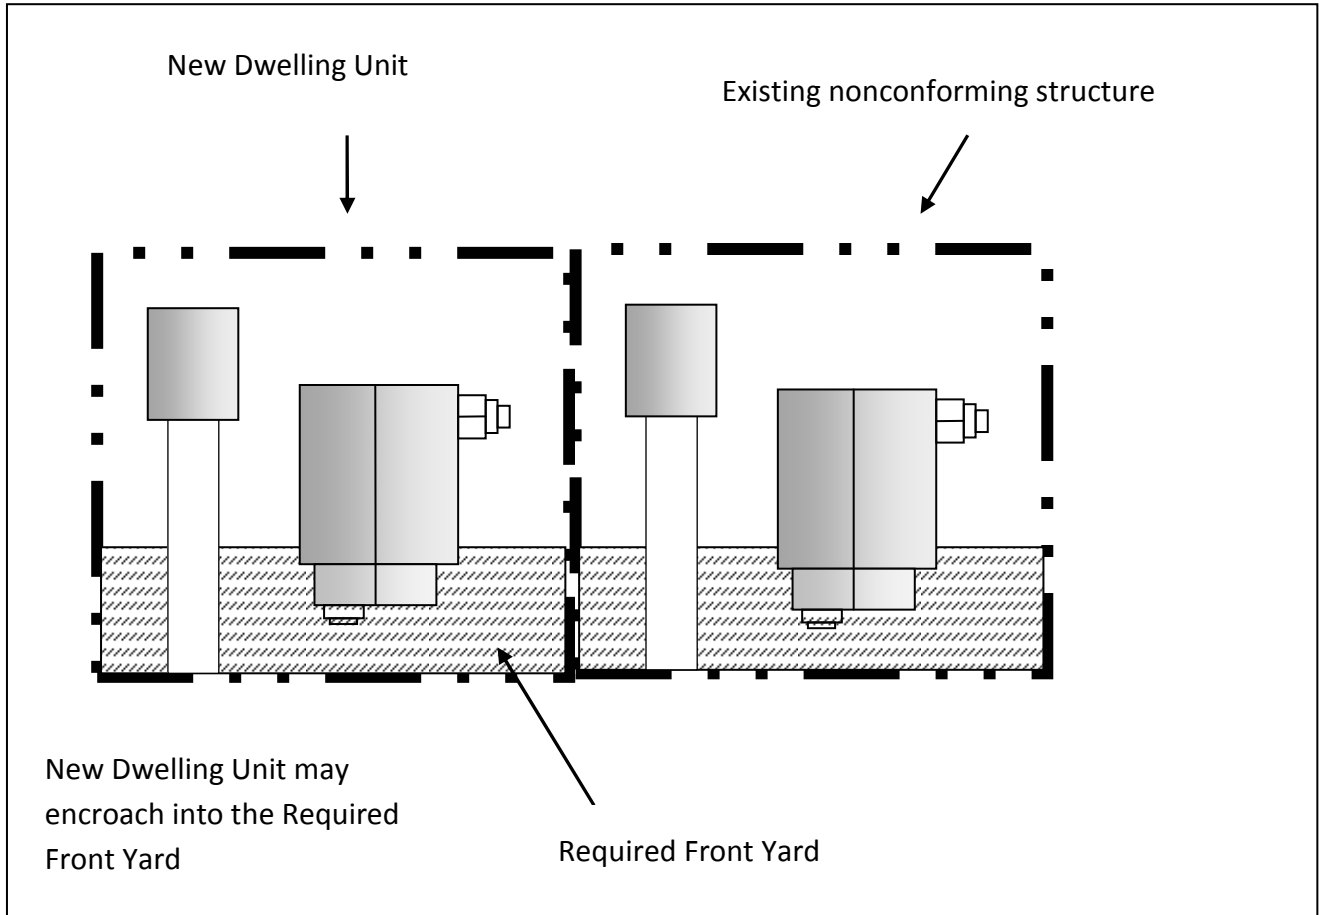 New Dwelling Unit
Existing nonconforming structure
New Dwelling Unit may
encroach into the Required
Front Yard
Required Front Yard